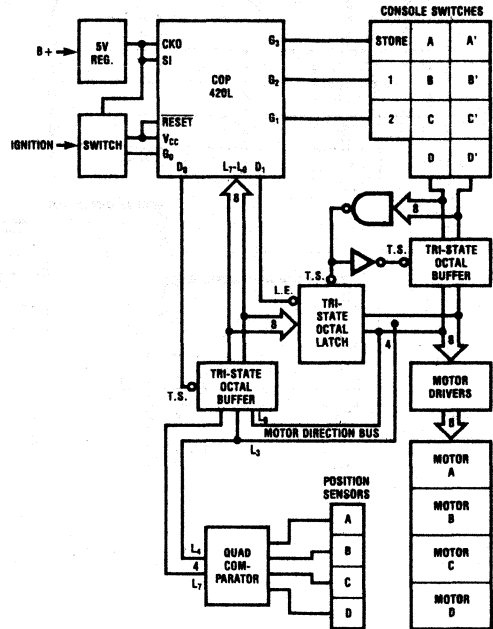 CONSOLE SWITCHES
B+
5V
REG.
CKO
SI
COP
420L
G3
G2
G1
STORE
1
2
A
B
C
D
A'
B'
C'
D'
IGNITION
SWITCH
RESET
VCC
G0
D0
L7-L0
D1
8
8
T.S.
T.S.
TRI-STATE
OCTAL
BUFFER
L.E.
TRI-
STATE
OCTAL
LATCH
8
4
8
T.S.
TRI-STATE
OCTAL
BUFFER
L0
MOTOR DIRECTION BUS
L3
MOTOR
DRIVERS
8
POSITION
SENSORS
A
B
C
D
L4
4
L7
QUAD
COM-
PARATOR
MOTOR
A
MOTOR
B
MOTOR
C
MOTOR
D